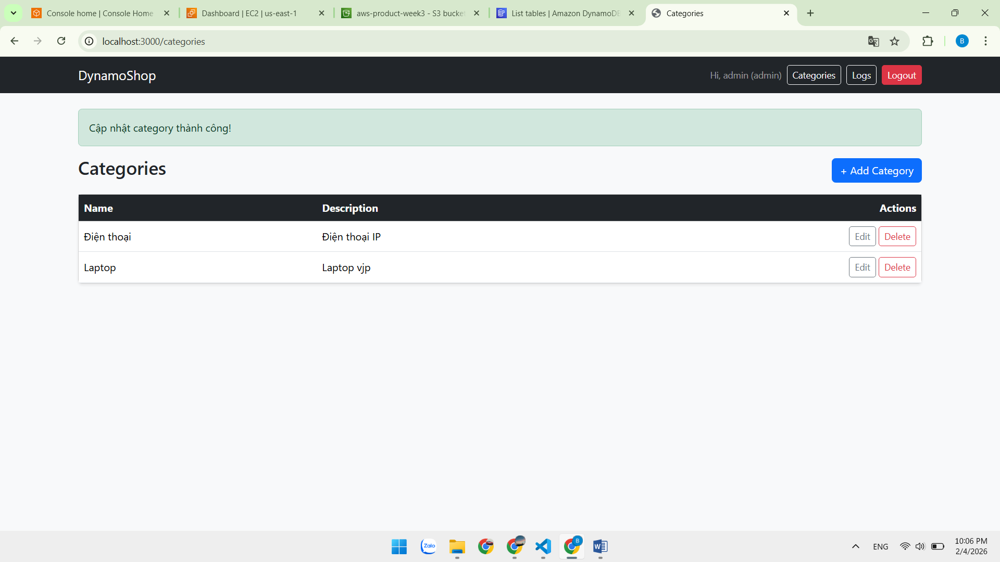 Console home | Console Home
Dashboard | EC2 | us-east-1
aws-product-week3 - S3 bucket
List tables | Amazon DynamoDB
Categories
localhost:3000/categories
B
DynamoShop
Hi, admin (admin)
Categories
Logs
Logout
Cập nhật category thành công!
Categories
+ Add Category
Name Description Actions
Điện thoại Điện thoại IP Edit Delete
Laptop Laptop vjp Edit Delete
Zalo
B
W
ENG
10:06 PM
2/4/2026